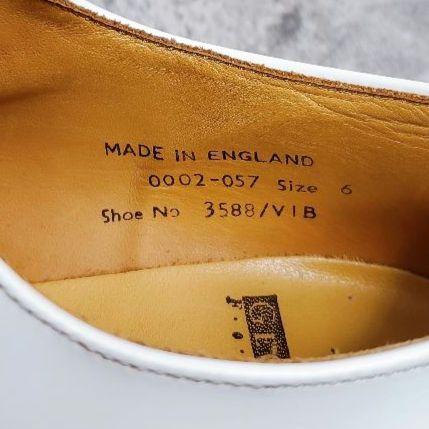 MADE IN ENGLAND
0002-057 Size 6
Shoe No 3588/VIB